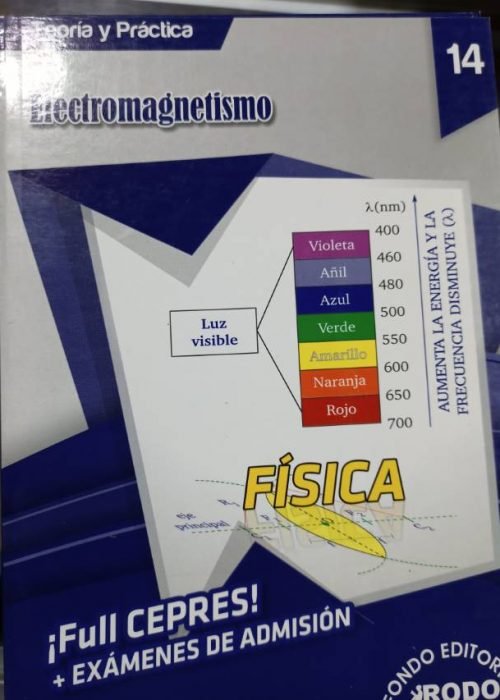 Teoría y Práctica
14
Electromagnetismo
λ(nm)
400
Violeta
460
Añil
480
Azul
500
Verde
550
Amarillo
600
Naranja
650
Rojo
700
Luz
visible
AUMENTA LA ENERGÍA Y LA
FRECUENCIA DISMINUYE (λ)
FÍSICA
eje
principal
¡Full CEPRES!
+ EXÁMENES DE ADMISIÓN
FONDO EDITOR
RODO